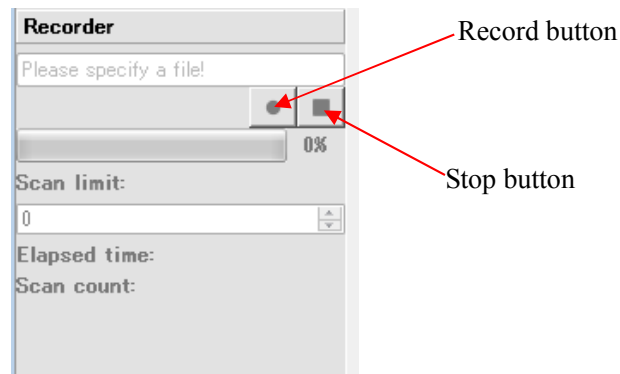 Recorder
Record button
Please specify a file!
0%
Stop button
Scan limit:
0
Elapsed time:
Scan count: